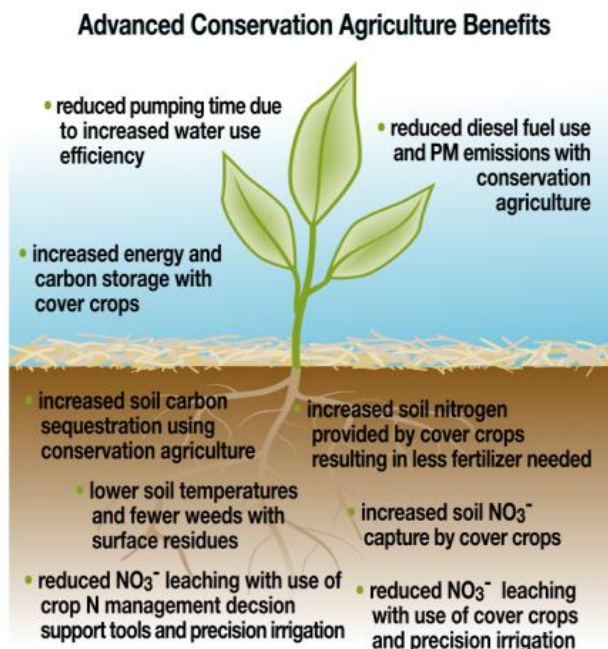 Advanced Conservation Agriculture Benefits
• reduced pumping time due
to increased water use
efficiency
• reduced diesel fuel use
and PM emissions with
conservation
agriculture
• increased energy and
carbon storage with
cover crops
• increased soil carbon
sequestration using
conservation agriculture
• increased soil nitrogen
provided by cover crops
resulting in less fertilizer needed
• lower soil temperatures
and fewer weeds with
surface residues
• increased soil NO₃⁻
capture by cover crops
• reduced NO₃⁻ leaching with use of
crop N management decsion
support tools and precision irrigation
• reduced NO₃⁻ leaching
with use of cover crops
and precision irrigation